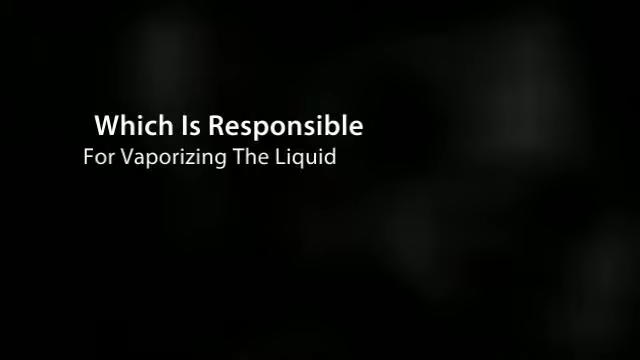 Which Is Responsible
For Vaporizing The Liquid